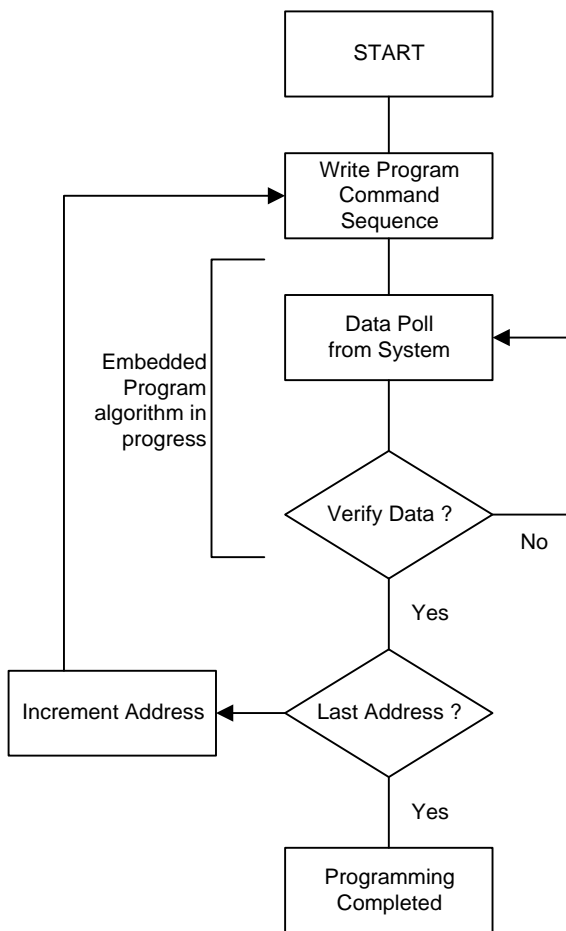 START
Write Program
Command
Sequence
Data Poll
from System
Embedded
Program
algorithm in
progress
Verify Data ?
No
Yes
Increment Address
Last Address ?
Yes
Programming
Completed